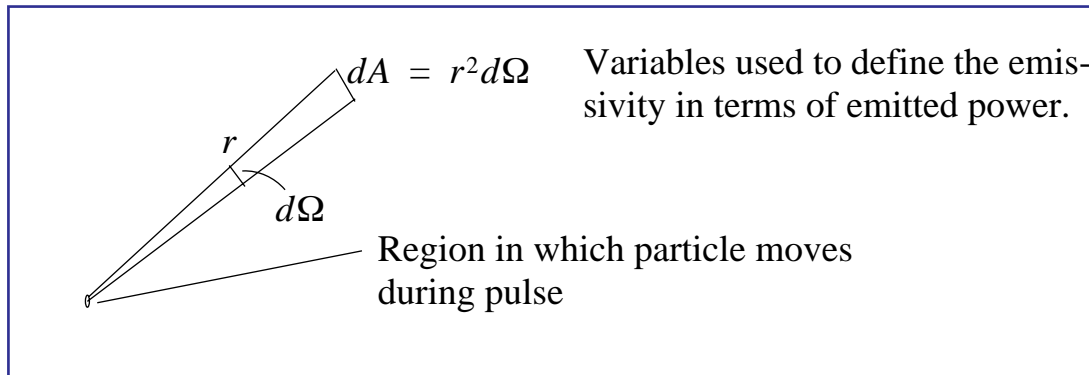 dA = r²dΩ
Variables used to define the emis-
sivity in terms of emitted power.
r
dΩ
Region in which particle moves
during pulse